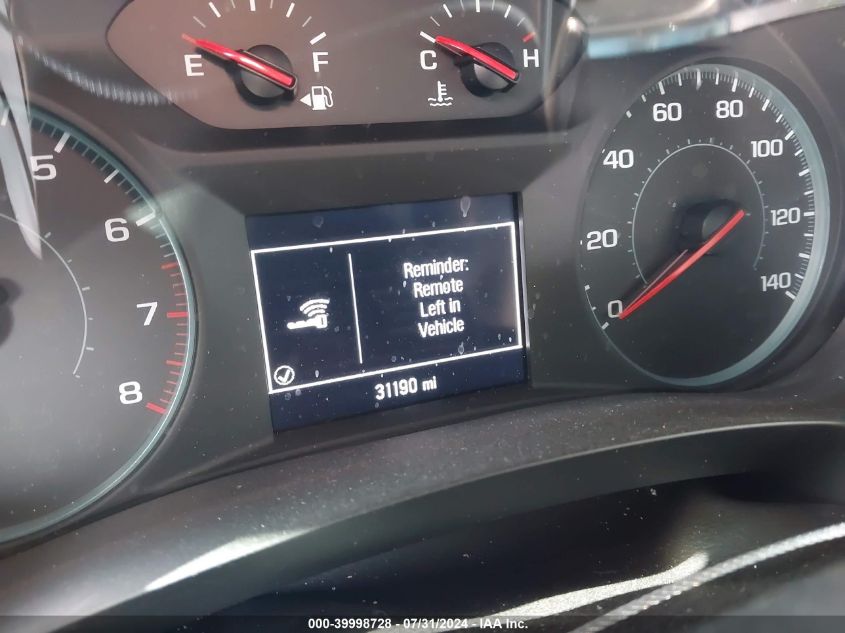 E F
C H
5
6
7
8
Reminder:
Remote
Left in
Vehicle
31190 mi
0
20
40
60
80
100
120
140
000-39998728 / 07/31/2024 - IAA Inc.